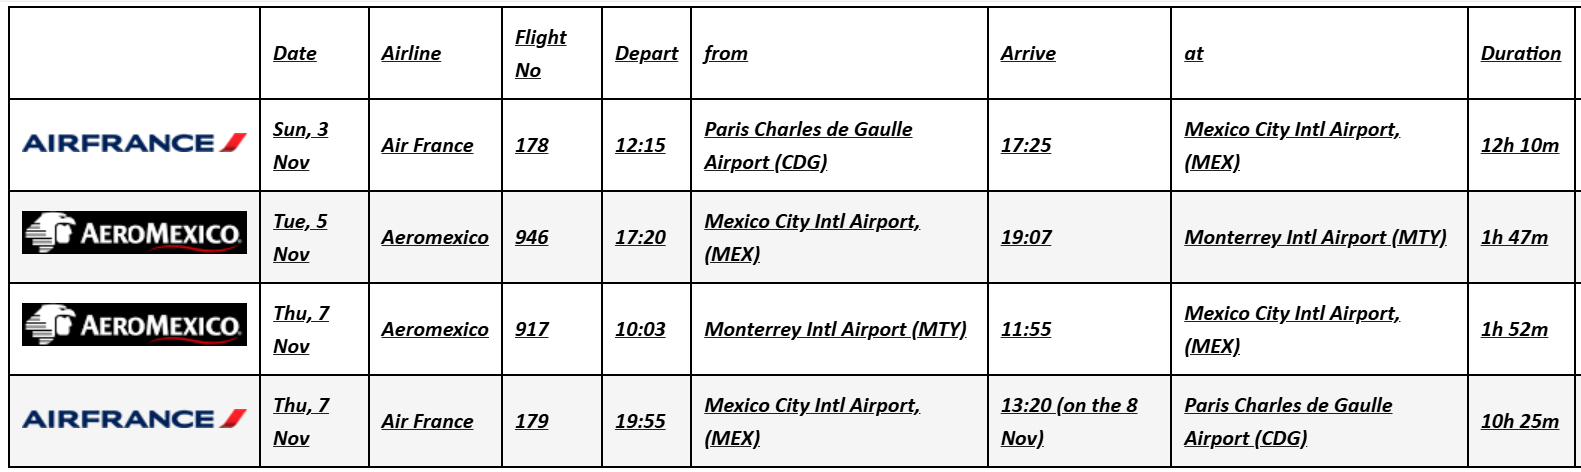 Date Airline Flight No Depart from Arrive at Duration
AIRFRANCE Sun, 3 Nov Air France 178 12:15 Paris Charles de Gaulle Airport (CDG) 17:25 Mexico City Intl Airport, (MEX) 12h 10m
AEROMEXICO. Tue, 5 Nov Aeromexico 946 17:20 Mexico City Intl Airport, (MEX) 19:07 Monterrey Intl Airport (MTY) 1h 47m
AEROMEXICO. Thu, 7 Nov Aeromexico 917 10:03 Monterrey Intl Airport (MTY) 11:55 Mexico City Intl Airport, (MEX) 1h 52m
AIRFRANCE Thu, 7 Nov Air France 179 19:55 Mexico City Intl Airport, (MEX) 13:20 (on the 8 Nov) Paris Charles de Gaulle Airport (CDG) 10h 25m